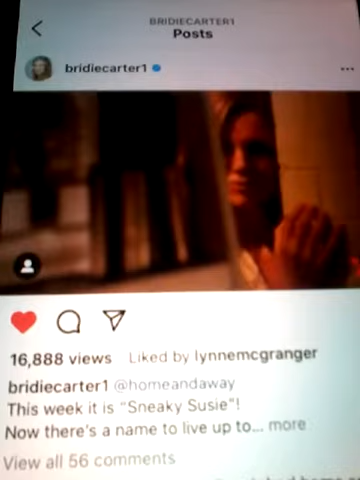 BRIDIECARTER1
Posts
bridiecarter1
16,888 views Liked by lynnemcgranger
bridiecarter1 @homeandaway
This week it is “Sneaky Susie”!
Now there's a name to live up to... more
View all 56 comments